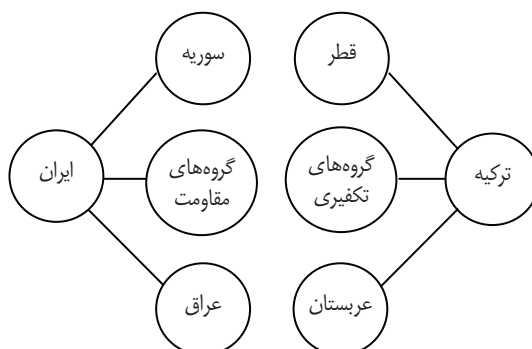 قطر
سوریه
ترکیه
گروه‌های
تکفیری
گروه‌های
مقاومت
ایران
عربستان
عراق